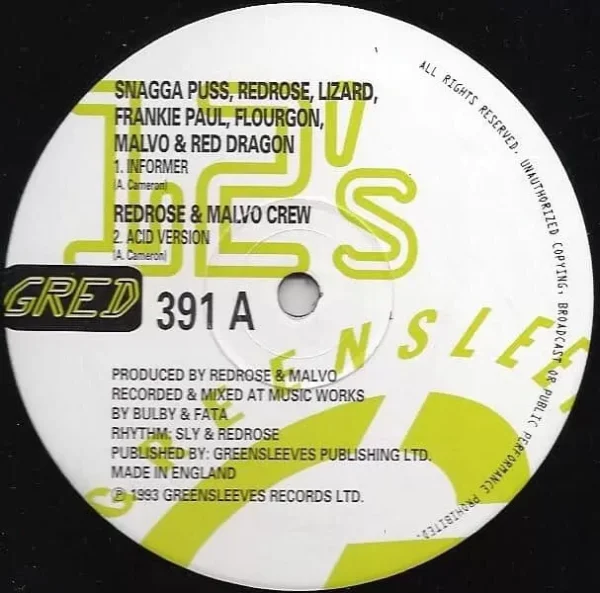 12"s
SNAGGA PUSS, REDROSE, LIZARD,
FRANKIE PAUL, FLOURGON,
MALVO & RED DRAGON
1. INFORMER
(A. Cameron)
REDROSE & MALVO CREW
2. ACID VERSION
(A. Cameron)
GRED 391 A
PRODUCED BY REDROSE & MALVO
RECORDED & MIXED AT MUSIC WORKS
BY BULBY & FATA
RHYTHM: SLY & REDROSE
PUBLISHED BY: GREENSLEEVES PUBLISHING LTD.
MADE IN ENGLAND
℗ 1993 GREENSLEEVES RECORDS LTD.
ALL RIGHTS RESERVED. UNAUTHORIZED COPYING, BROADCAST OR PUBLIC PERFORMANCE PROHIBITED.